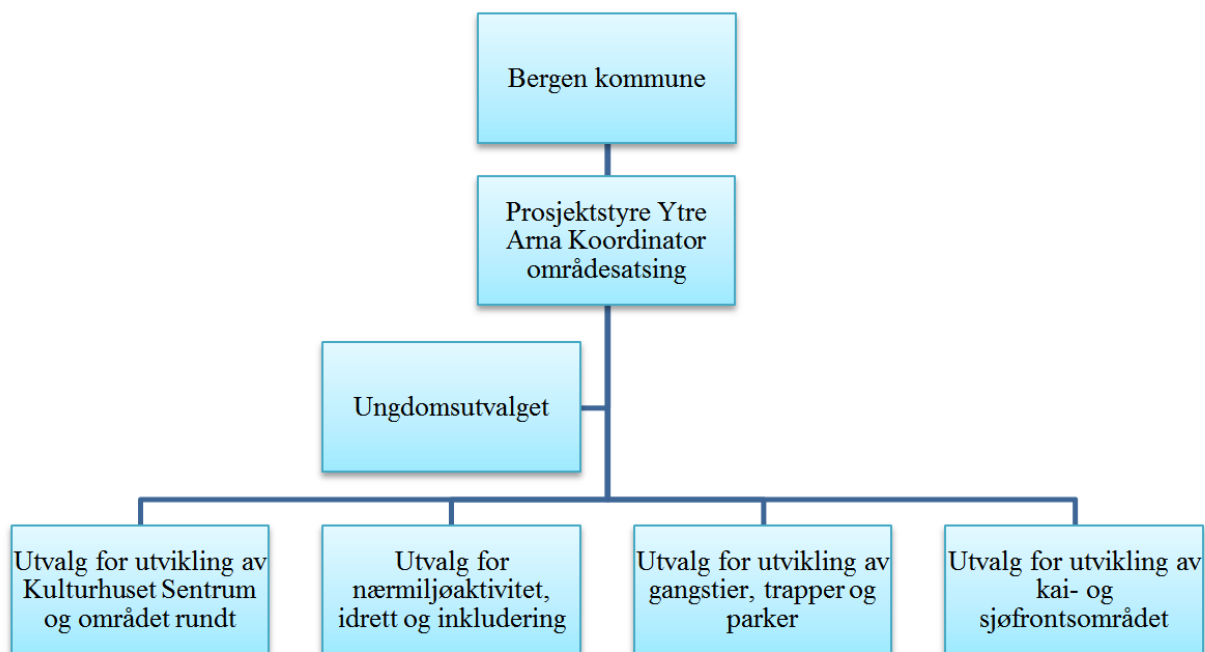 Bergen kommune
Prosjektstyre Ytre
Arna Koordinator
områdesatsing
Ungdomsutvalget
Utvalg for utvikling av
Kulturhuset Sentrum
og området rundt
Utvalg for
nærmiljøaktivitet,
idrett og inkludering
Utvalg for utvikling av
gangstier, trapper og
parker
Utvalg for utvikling av
kai- og
sjøfrontsområdet